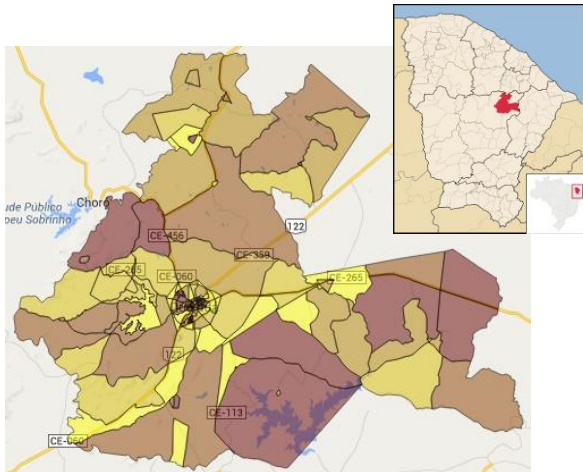 ude Público
peu Sobrinho
Choró
122
CE-456
CE-359
CE-265
CE-060
CE-265
122
CE-113
CE-060